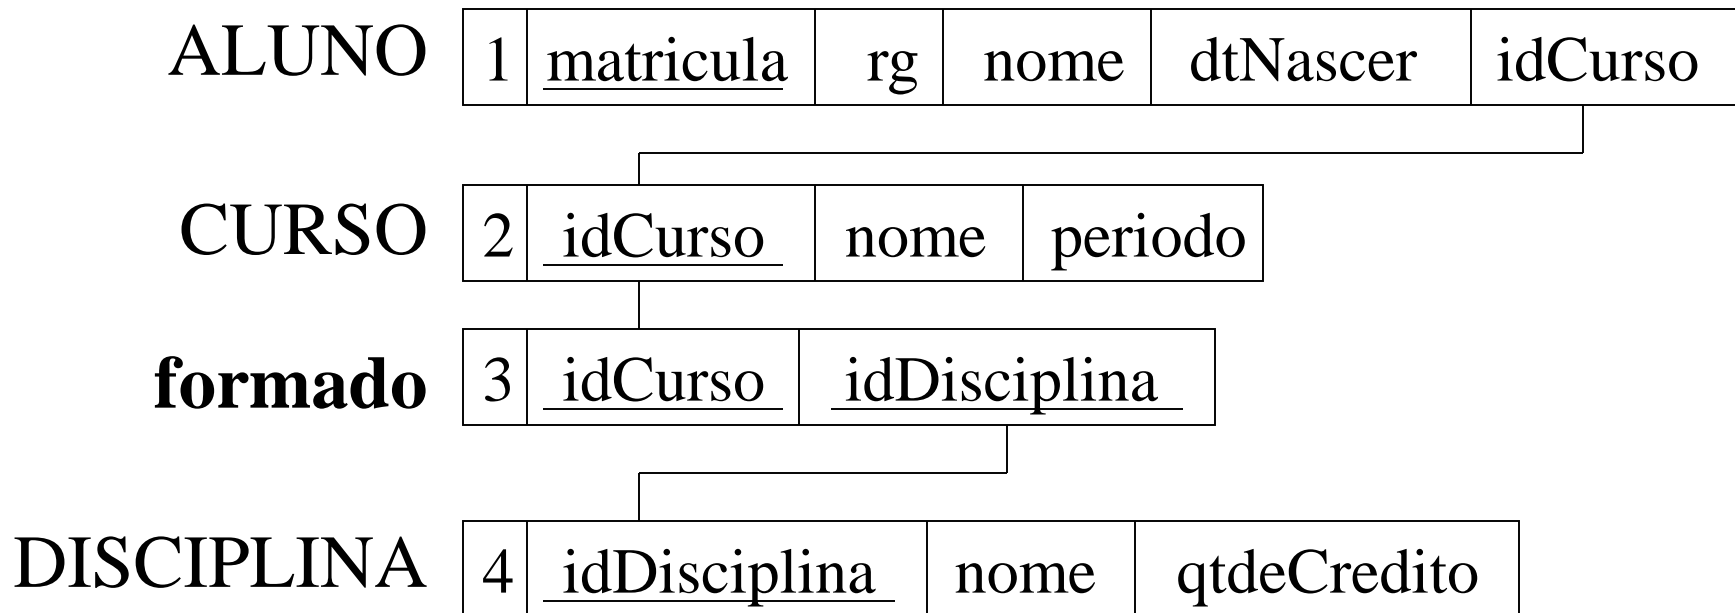 ALUNO 1 matricula rg nome dtNascer idCurso
CURSO 2 idCurso nome periodo
formado 3 idCurso idDisciplina
DISCIPLINA 4 idDisciplina nome qtdeCredito